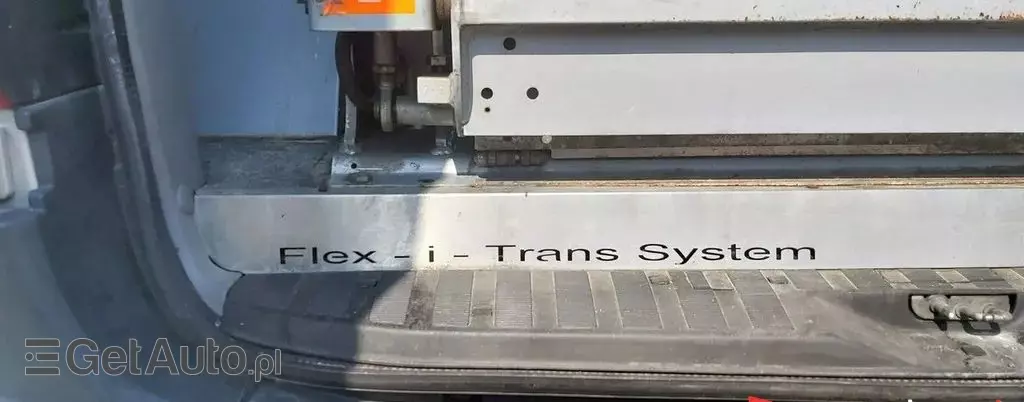 Flex - i - Trans System
GetAuto.pl